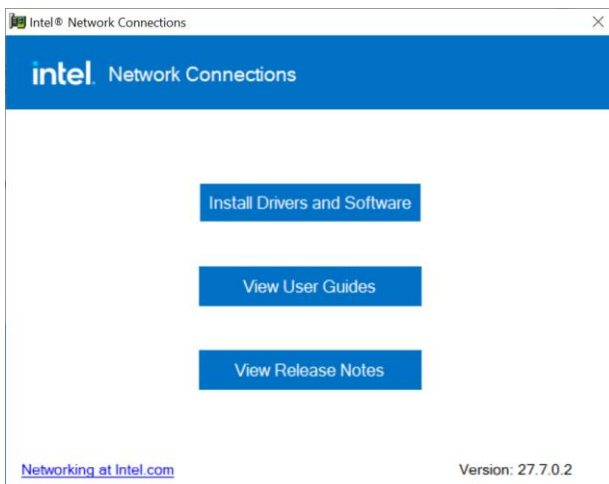 Intel® Network Connections
intel. Network Connections
Install Drivers and Software
View User Guides
View Release Notes
Networking at Intel.com
Version: 27.7.0.2